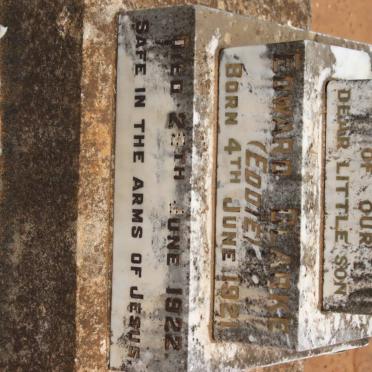 OF OUR
DEAR LITTLE SON
EDWARD CLARKE
(EDDIE)
BORN 4TH JUNE 1921
DIED JUNE 1922.
SAFE IN THE ARMS OF JESUS.